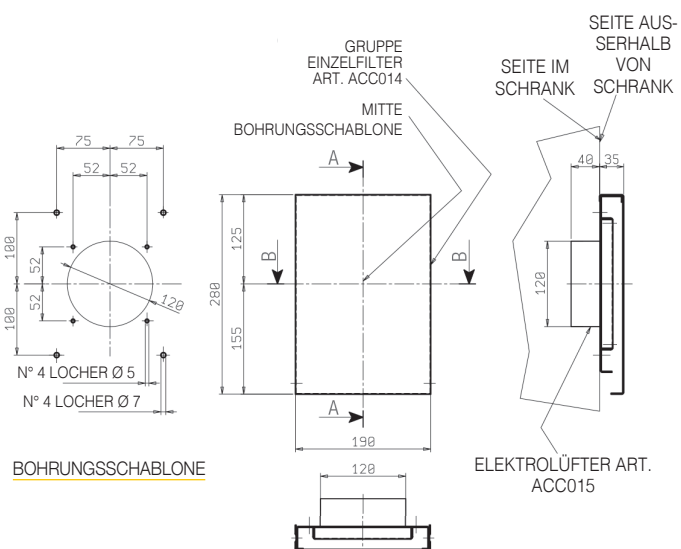 SEITE AUS-
SERHALB
VON
SCHRANK
GRUPPE
EINZELFILTER
ART. ACC014
SEITE IM
SCHRANK
MITTE
BOHRUNGSSCHABLONE
75 75
52 52
100
52
52
100
120
N° 4 LOCHER Ø 5
N° 4 LOCHER Ø 7
BOHRUNGSSCHABLONE
A
B
B
A
280
125
155
190
120
40 35
120
ELEKTROLÜFTER ART.
ACC015